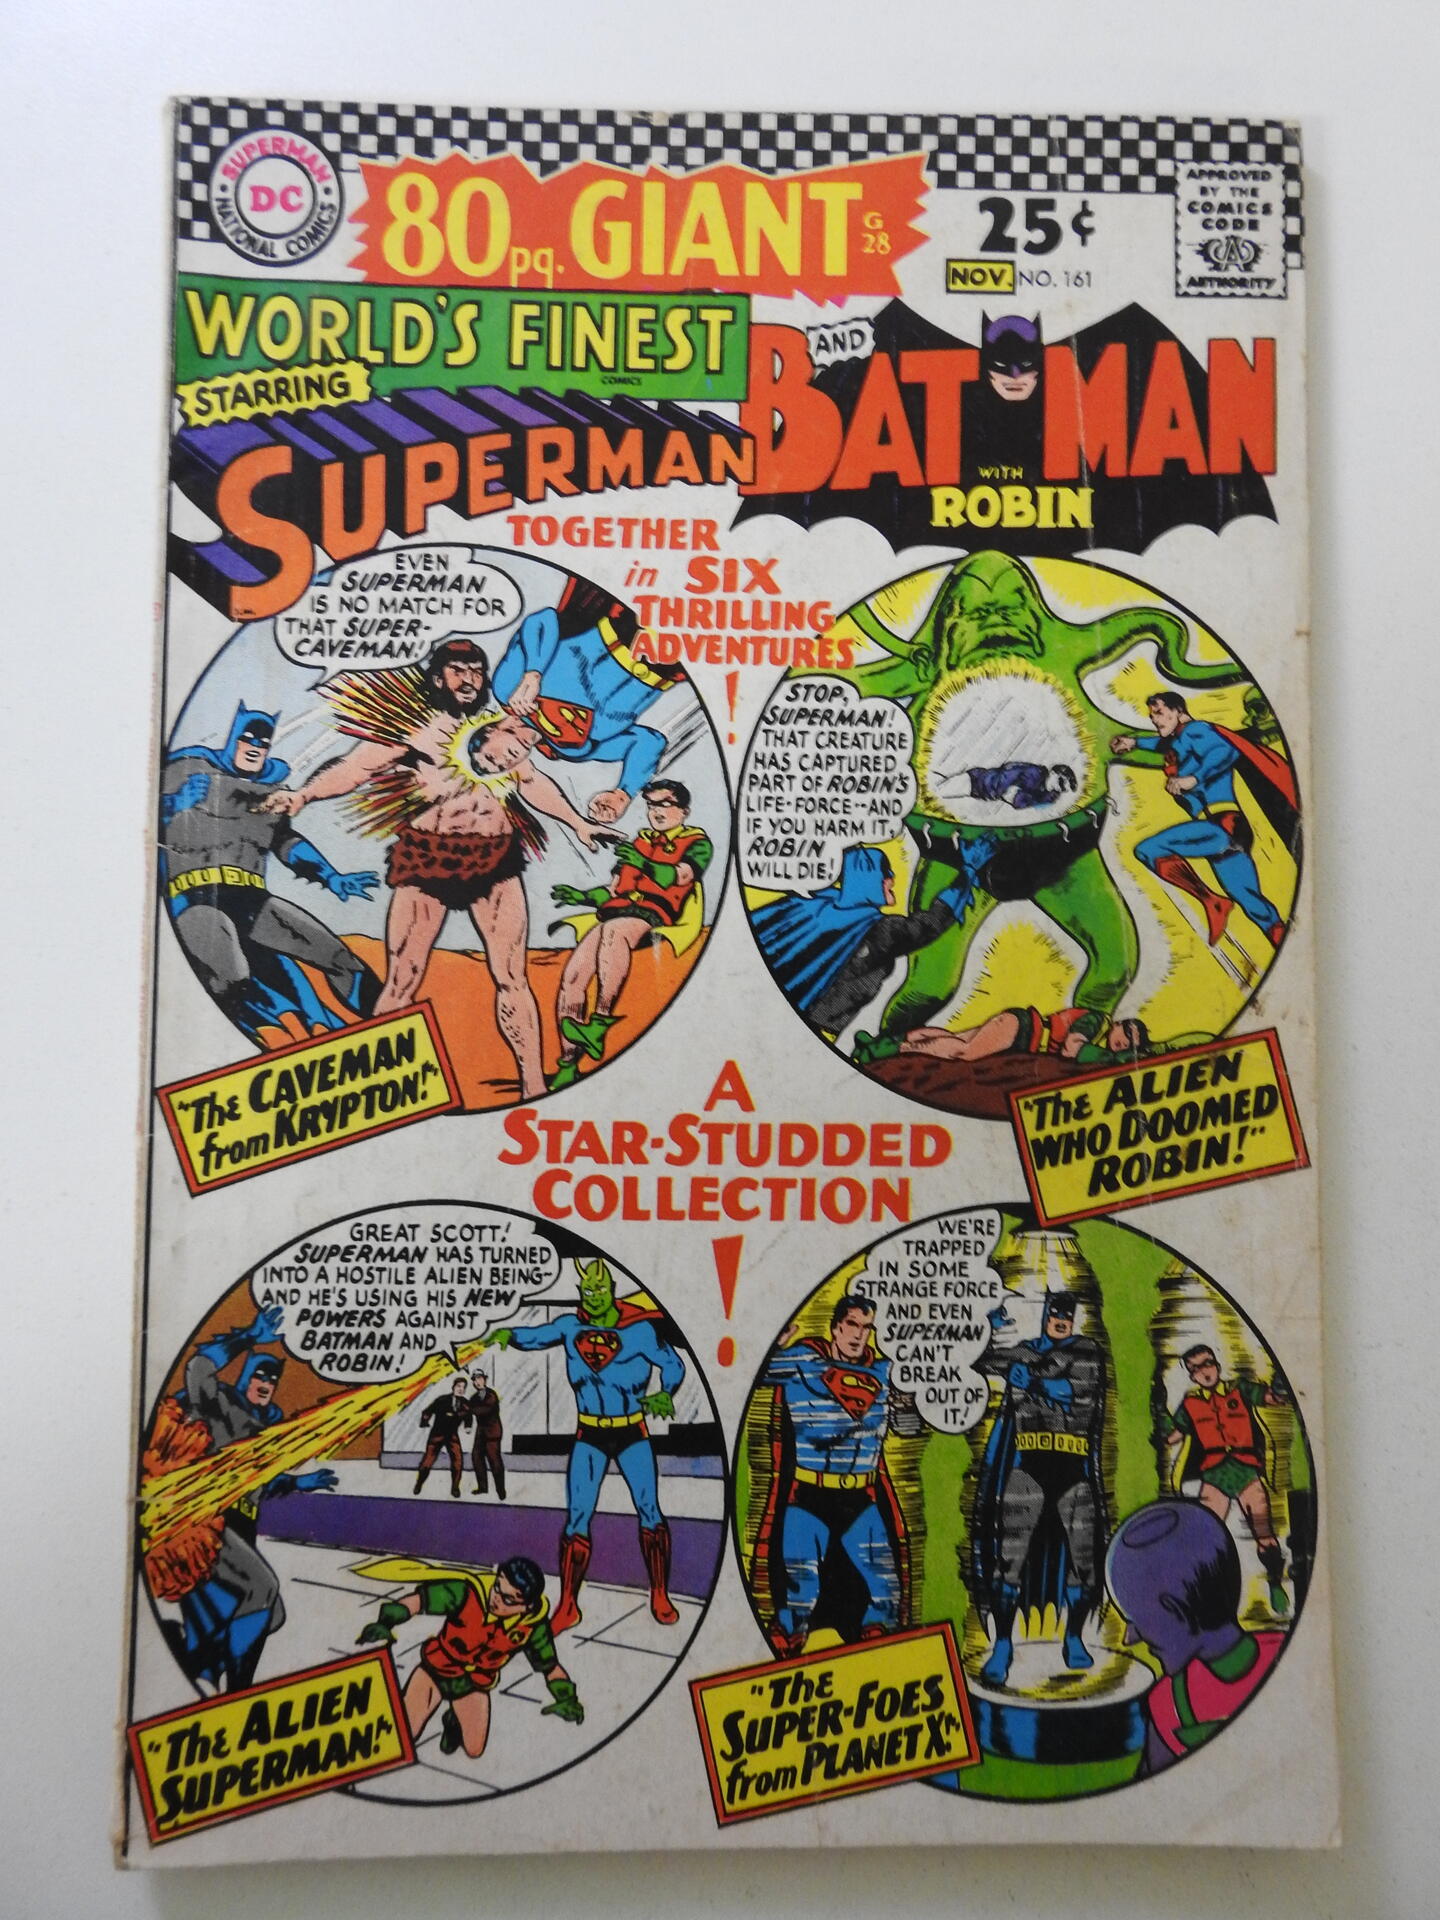 SUPERMAN
DC
NATIONAL COMICS
80 pg. GIANT
G
28
25¢
NOV. NO. 161
APPROVED
BY THE
COMICS
CODE
CA
AUTHORITY
WORLD'S FINEST
COMICS
STARRING
SUPERMAN
AND
BATMAN
WITH
ROBIN
TOGETHER
in SIX
THRILLING
ADVENTURES
!
EVEN
SUPERMAN
IS NO MATCH FOR
THAT SUPER-
CAVEMAN!
STOP,
SUPERMAN!
THAT CREATURE
HAS CAPTURED
PART OF ROBIN'S
LIFE-FORCE--AND
IF YOU HARM IT,
ROBIN
WILL DIE!
"The CAVEMAN
from KRYPTON!"
"The ALIEN
WHO DOOMED
ROBIN!"
A
STAR-STUDDED
COLLECTION
!
GREAT SCOTT!
SUPERMAN HAS TURNED
INTO A HOSTILE ALIEN BEING--
AND HE'S USING HIS NEW
POWERS AGAINST
BATMAN AND
ROBIN!
WE'RE
TRAPPED
IN SOME
STRANGE FORCE
AND EVEN
SUPERMAN
CAN'T
BREAK
OUT OF
IT!
"The ALIEN
SUPERMAN!"
"The
SUPER-FOES
from PLANET X!"